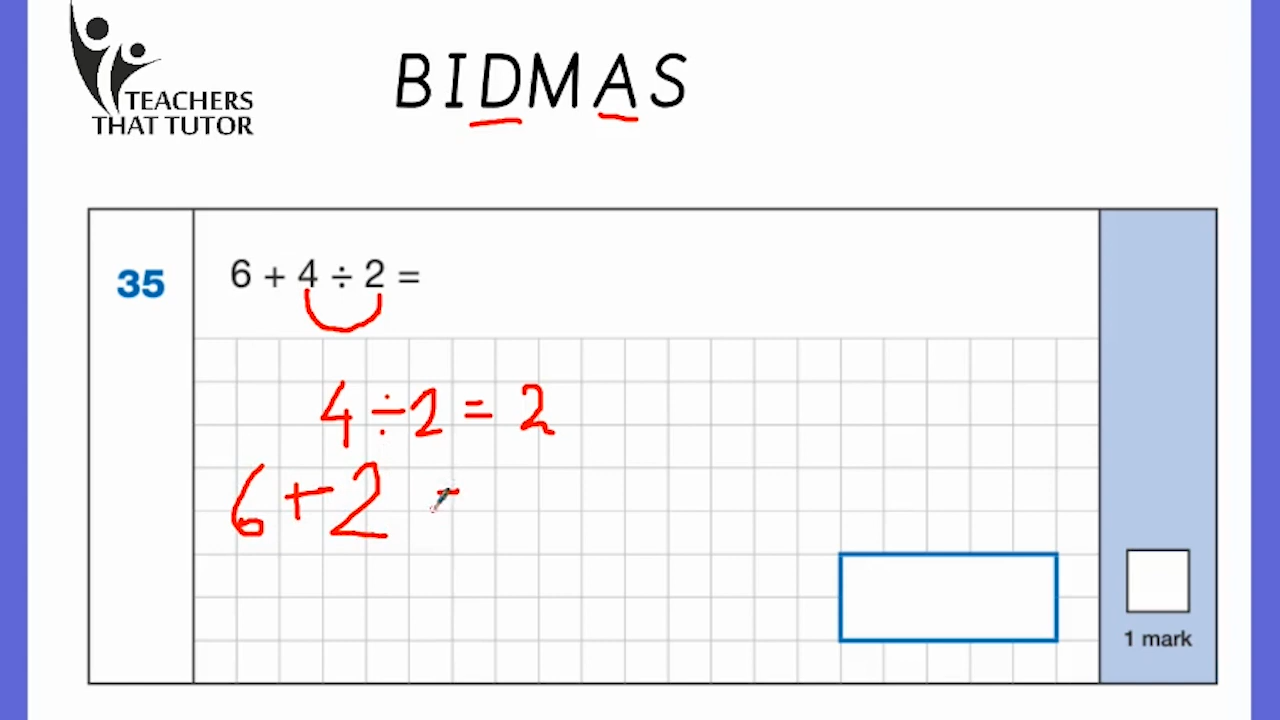 TEACHERS
THAT TUTOR
BIDMAS
35
6 + 4 ÷ 2 =
4 ÷ 2 = 2
6 + 2
1 mark